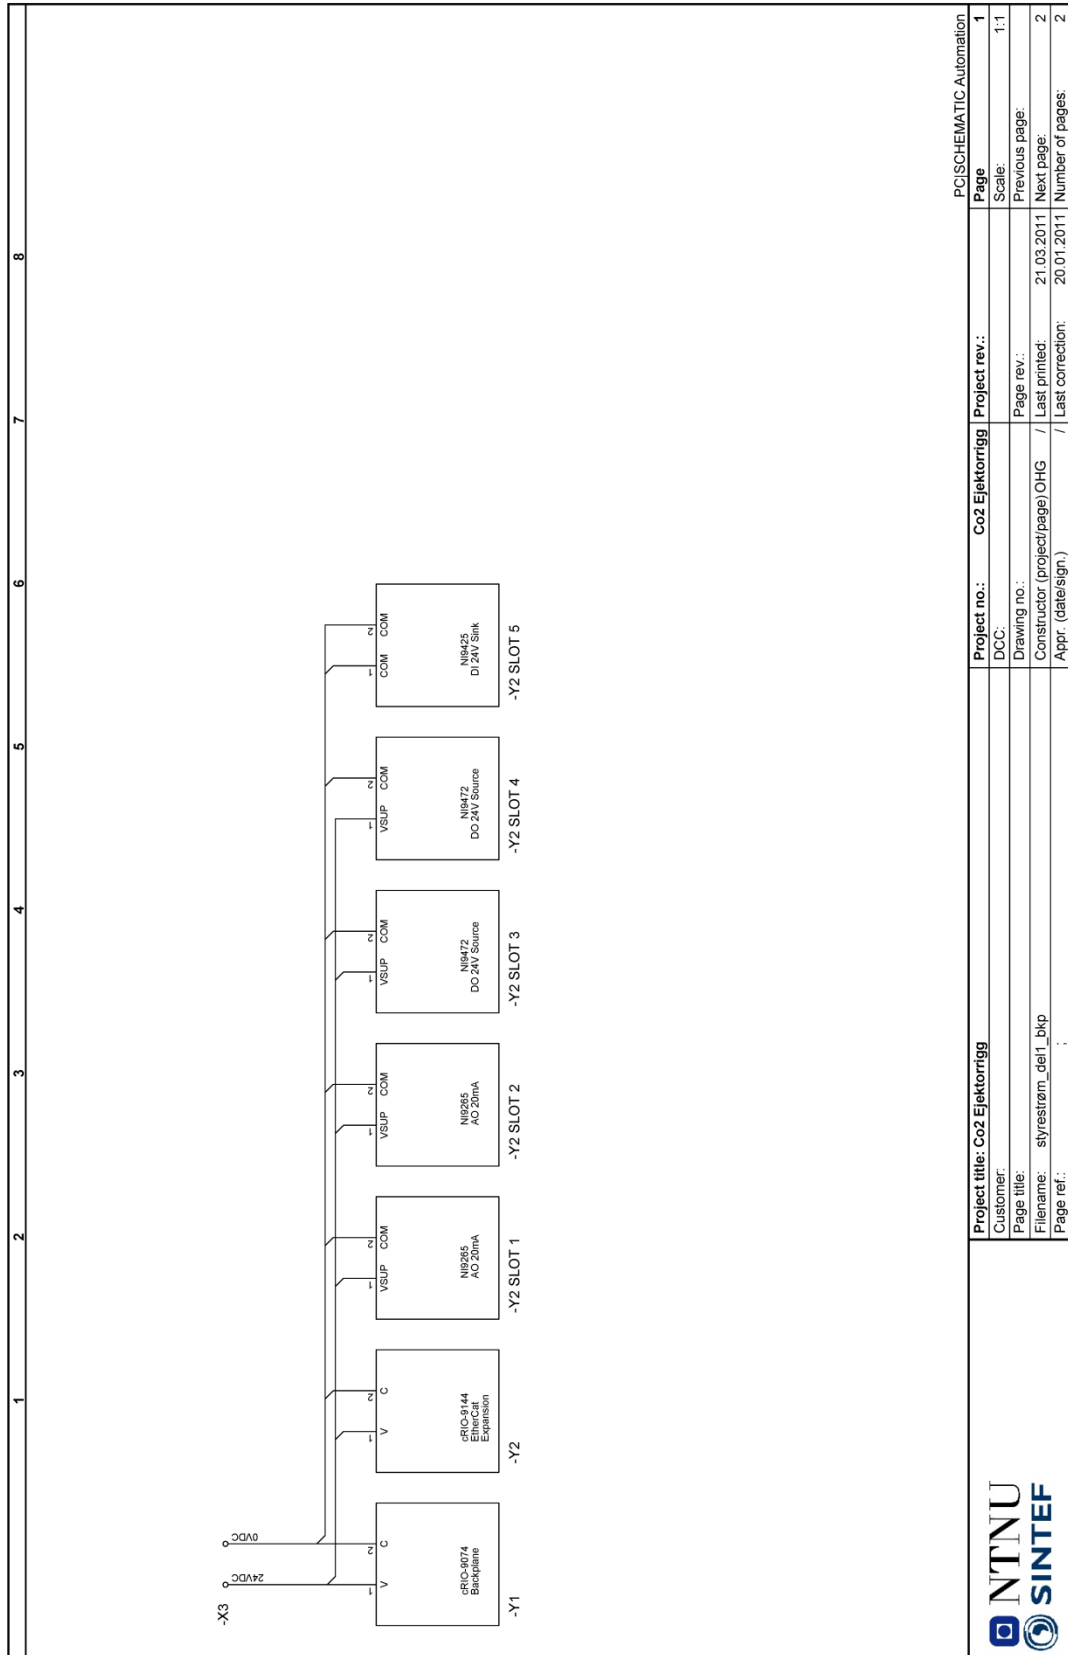 1 2 3 4 5 6 7 8
-X3
24VDC 0VDC
1 2
V C
cRIO-9074
Backplane
-Y1
1 2
V C
cRIO-9144
EtherCat
Expansion
-Y2
1 2
VSUP COM
NI9265
AO 20mA
-Y2 SLOT 1
1 2
VSUP COM
NI9265
AO 20mA
-Y2 SLOT 2
1 2
VSUP COM
NI9472
DO 24V Source
-Y2 SLOT 3
1 2
VSUP COM
NI9472
DO 24V Source
-Y2 SLOT 4
1 2
COM COM
NI9425
DI 24V Sink
-Y2 SLOT 5
PC|SCHEMATIC Automation
NTNU
SINTEF
Project title: Co2 Ejektorrigg Project no.: Co2 Ejektorrigg Project rev.: Page 1
Customer: DCC: Scale: 1:1
Page title: Drawing no.: Page rev.: Previous page:
Filename: styrestrøm_del1_bkp Constructor (project/page) OHG / Last printed: 21.03.2011 Next page: 2
Page ref.: : Appr. (date/sign.) / Last correction: 20.01.2011 Number of pages: 2